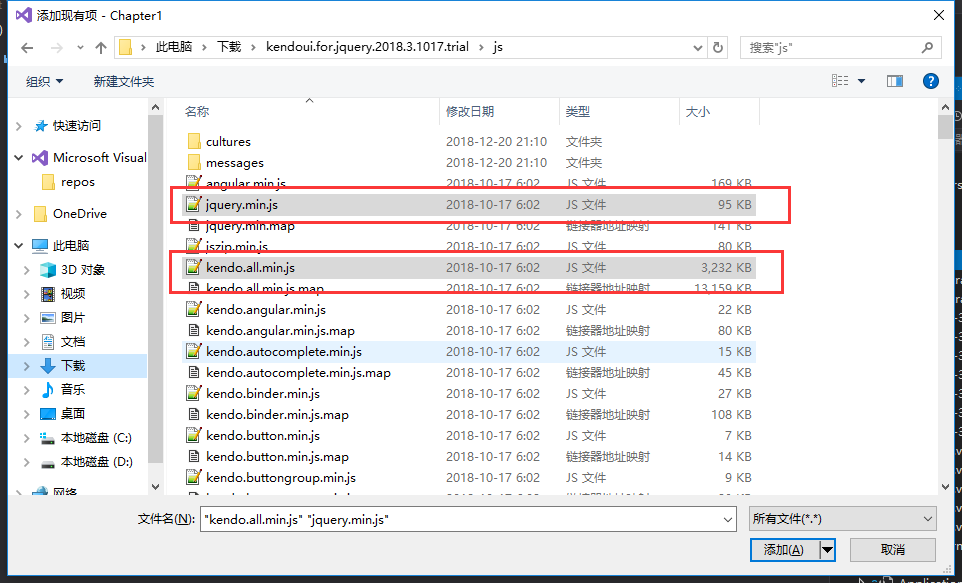 添加现有项 - Chapter1
此电脑 > 下载 > kendoui.for.jquery.2018.3.1017.trial > js
搜索"js"
组织 新建文件夹
名称 修改日期 类型 大小
快速访问
Microsoft Visual
repos
OneDrive
此电脑
3D 对象
视频
图片
文档
下载
音乐
桌面
本地磁盘 (C:)
本地磁盘 (D:)
网络
cultures 2018-12-20 21:10 文件夹
messages 2018-12-20 21:10 文件夹
angular.min.js 2018-10-17 6:02 JS 文件 169 KB
jquery.min.js 2018-10-17 6:02 JS 文件 95 KB
jquery.min.map 2018-10-17 6:02 链接器地址映射 141 KB
jszip.min.js 2018-10-17 6:02 JS 文件 80 KB
kendo.all.min.js 2018-10-17 6:02 JS 文件 3,232 KB
kendo.all.min.js.map 2018-10-17 6:02 链接器地址映射 13,159 KB
kendo.angular.min.js 2018-10-17 6:02 JS 文件 22 KB
kendo.angular.min.js.map 2018-10-17 6:02 链接器地址映射 80 KB
kendo.autocomplete.min.js 2018-10-17 6:02 JS 文件 15 KB
kendo.autocomplete.min.js.map 2018-10-17 6:02 链接器地址映射 45 KB
kendo.binder.min.js 2018-10-17 6:02 JS 文件 27 KB
kendo.binder.min.js.map 2018-10-17 6:02 链接器地址映射 108 KB
kendo.button.min.js 2018-10-17 6:02 JS 文件 7 KB
kendo.button.min.js.map 2018-10-17 6:02 链接器地址映射 14 KB
kendo.buttongroup.min.js 2018-10-17 6:02 JS 文件 9 KB
文件名(N): "kendo.all.min.js" "jquery.min.js"
所有文件(*.*)
添加(A) 取消